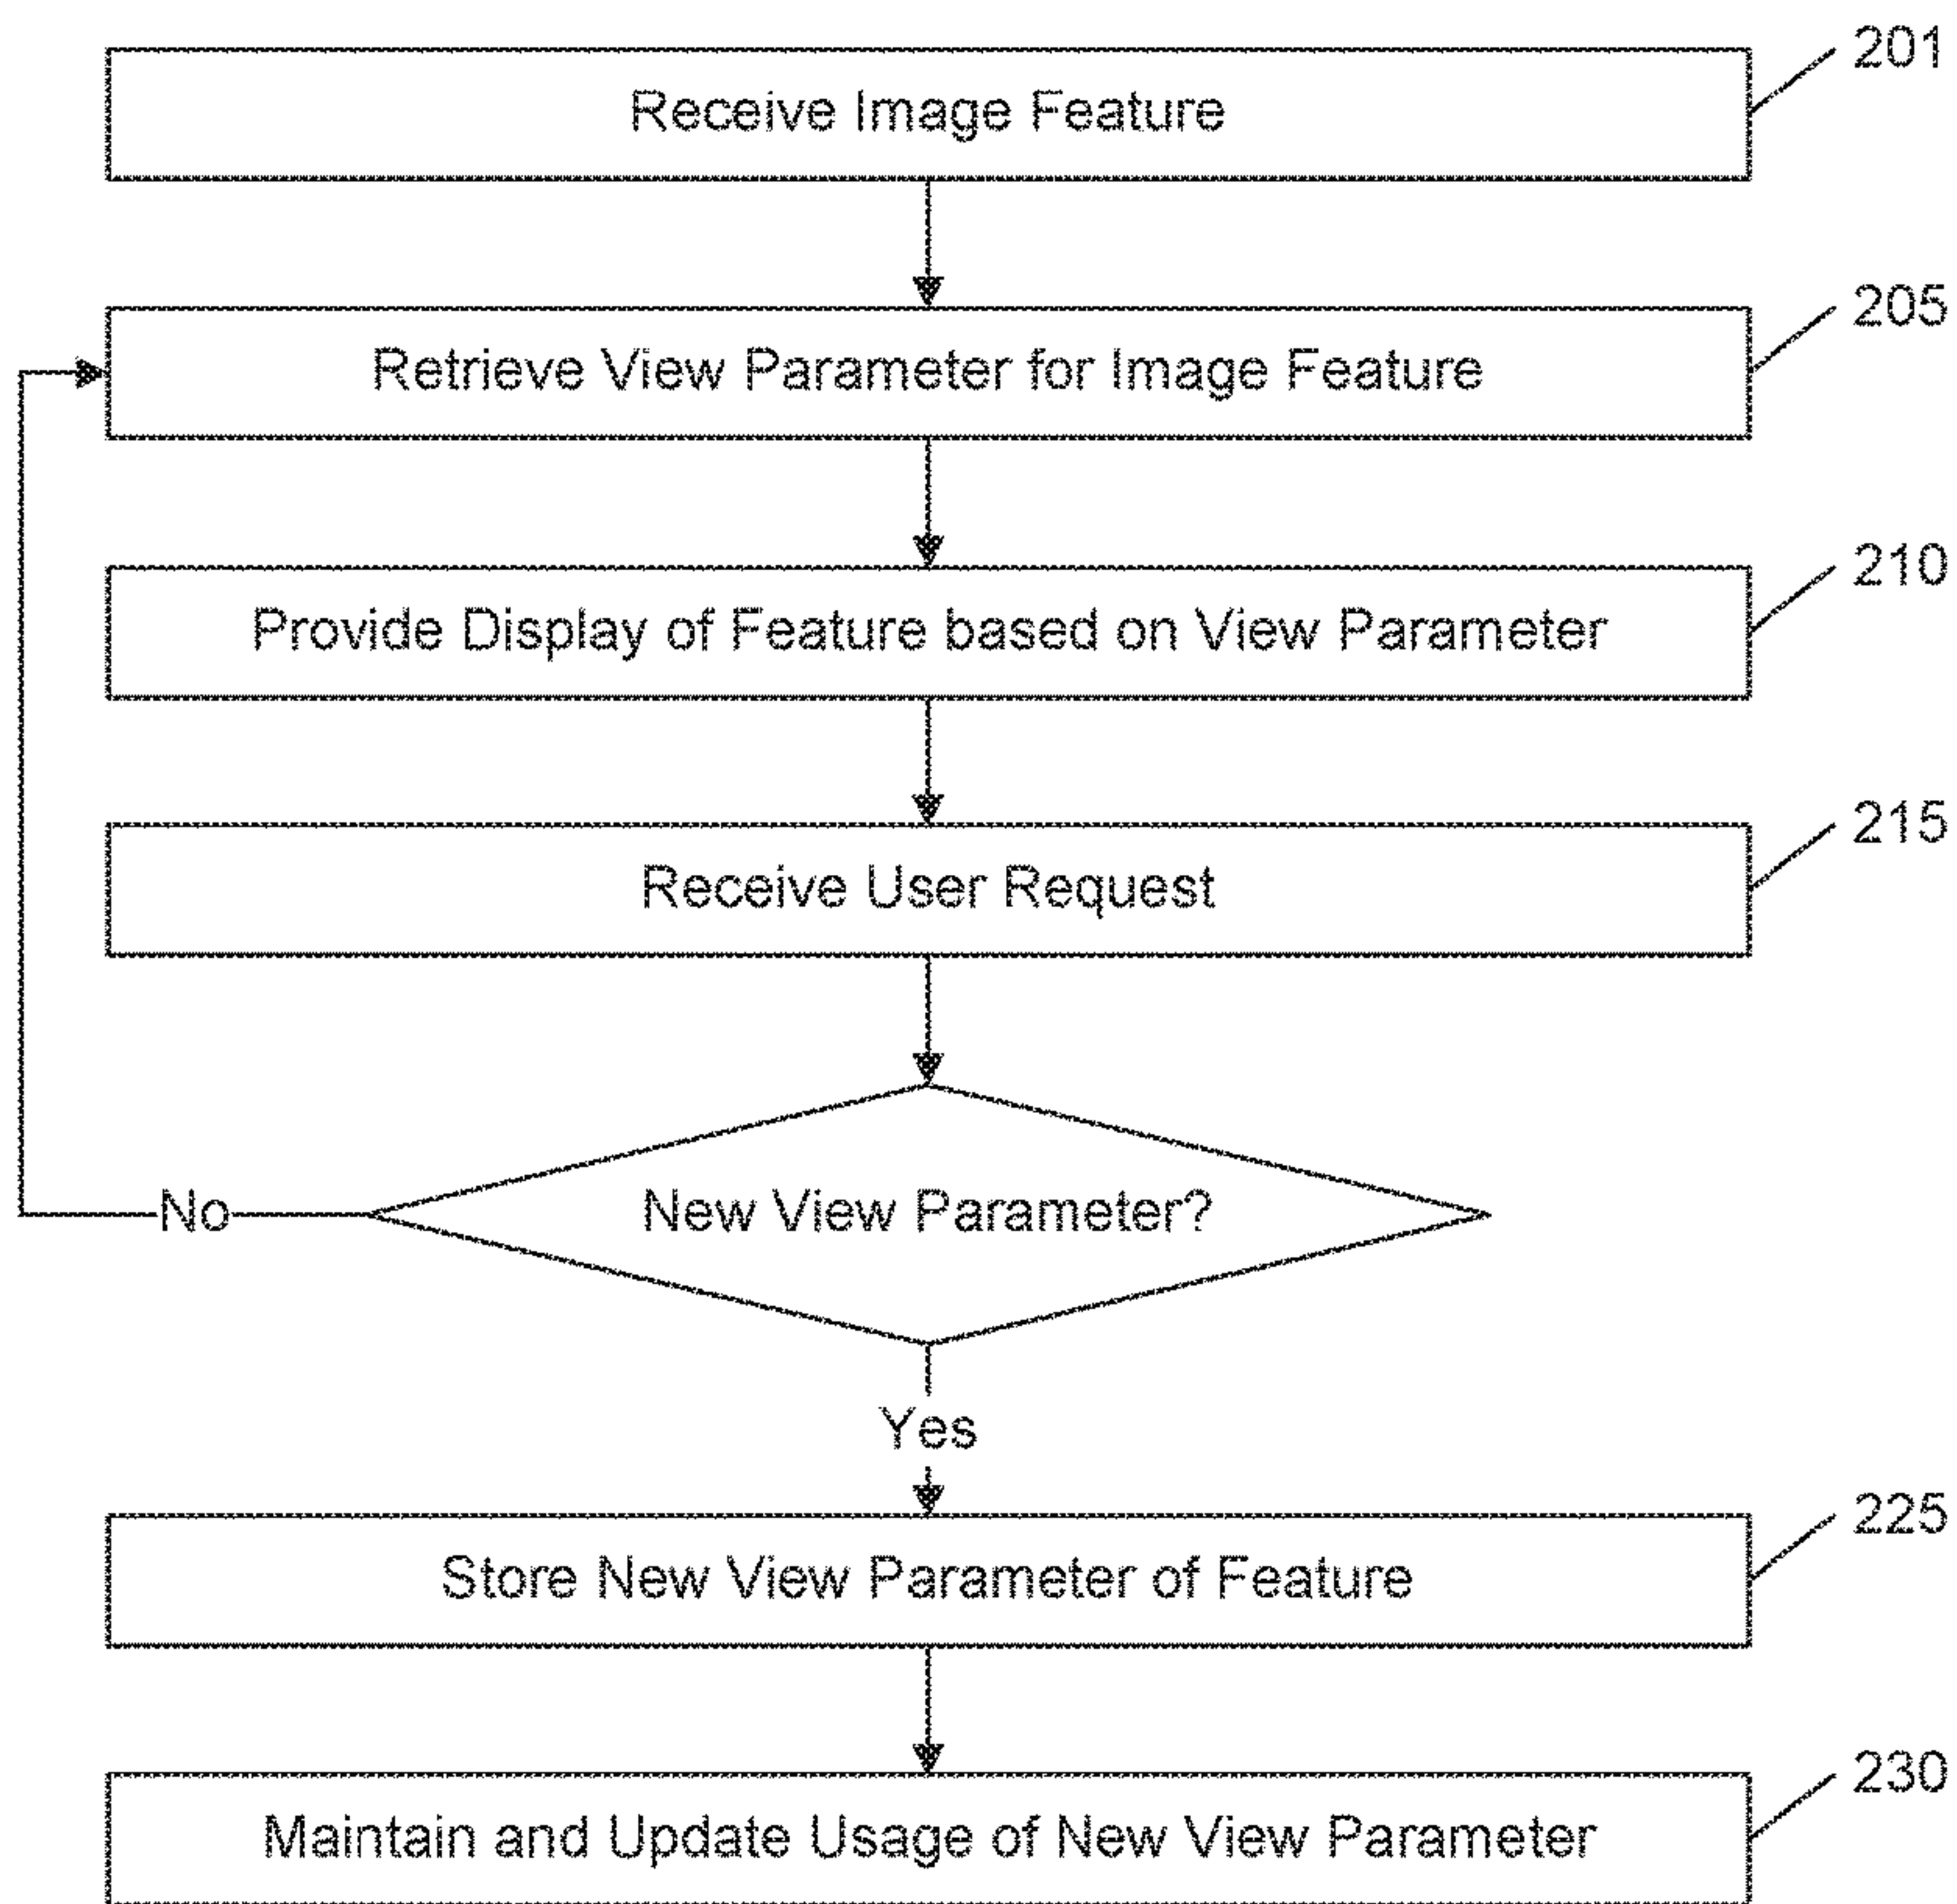 201
Receive Image Feature
205
Retrieve View Parameter for Image Feature
210
Provide Display of Feature based on View Parameter
215
Receive User Request
New View Parameter?
No
Yes
225
Store New View Parameter of Feature
230
Maintain and Update Usage of New View Parameter